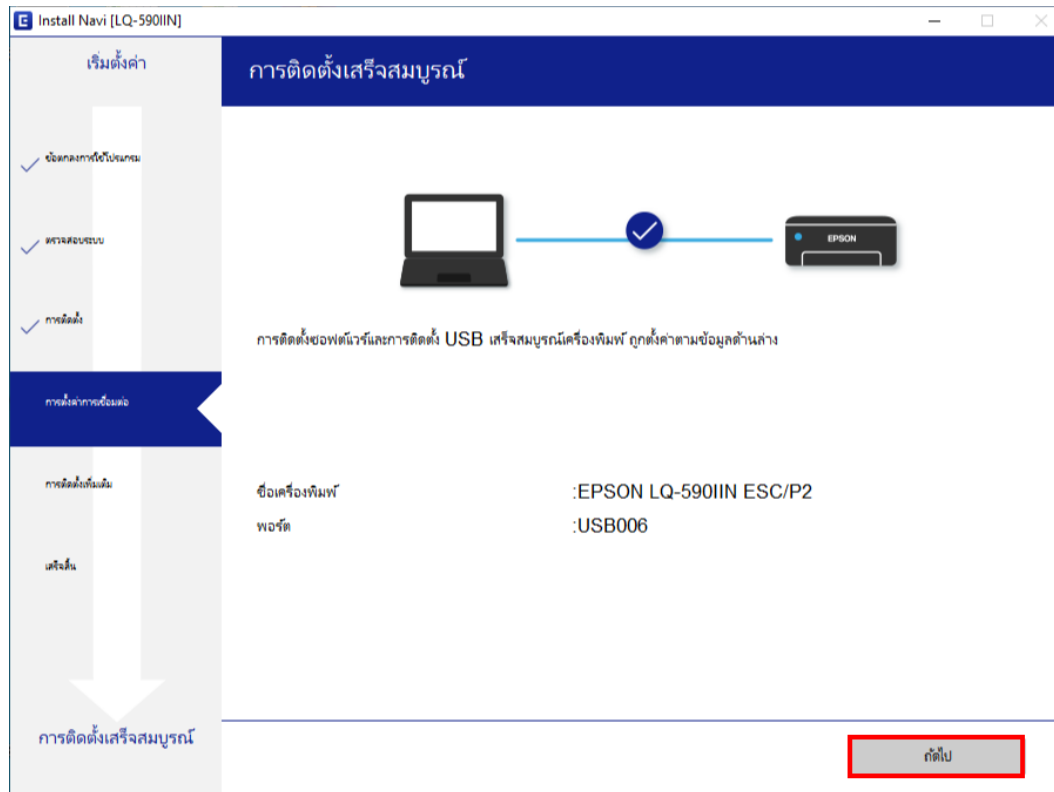 Install Navi [LQ-590IIN]
เริ่มตั้งค่า
การติดตั้งเสร็จสมบูรณ์
ข้อตกลงการใช้โปรแกรม
ตรวจสอบระบบ
การติดตั้ง
การตั้งค่าการเชื่อมต่อ
การติดตั้งเพิ่มเติม
เสร็จสิ้น
การติดตั้งเสร็จสมบูรณ์
EPSON
การติดตั้งซอฟต์แวร์และการติดตั้ง USB เสร็จสมบูรณ์เครื่องพิมพ์ ถูกตั้งค่าตามข้อมูลด้านล่าง
ชื่อเครื่องพิมพ์ :EPSON LQ-590IIN ESC/P2
พอร์ต :USB006
ถัดไป